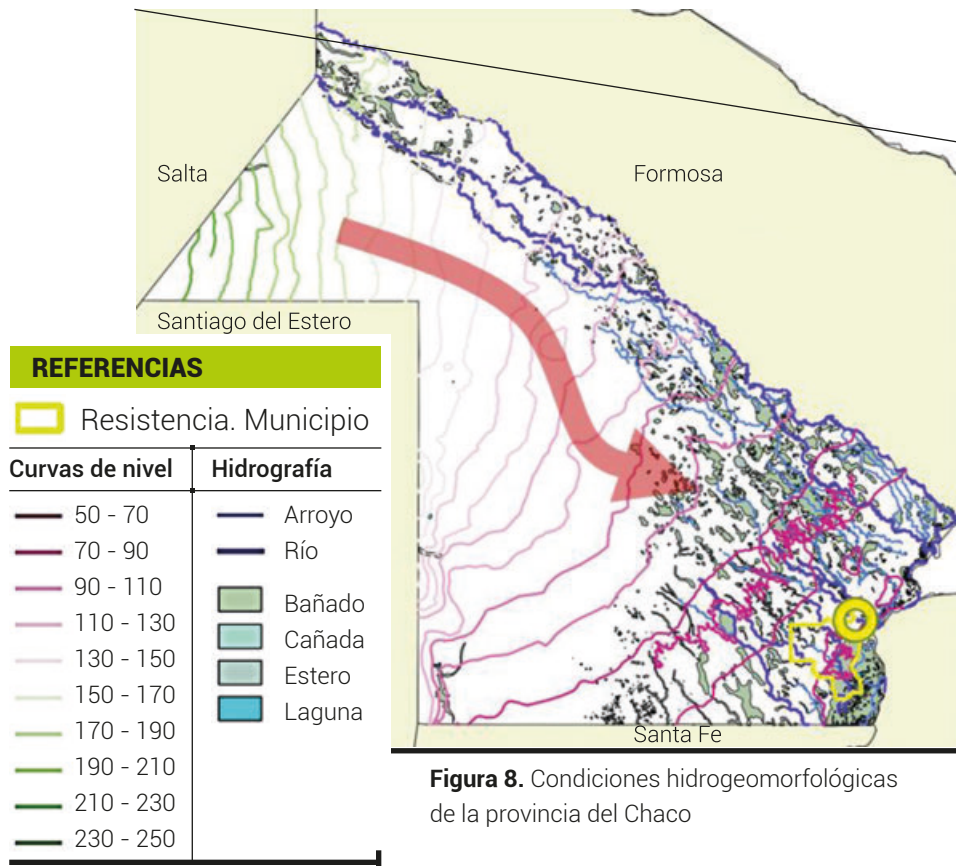 Salta
Formosa
Santiago del Estero
REFERENCIAS
Resistencia. Municipio
Curvas de nivel
50 - 70
70 - 90
90 - 110
110 - 130
130 - 150
150 - 170
170 - 190
190 - 210
210 - 230
230 - 250
Hidrografía
Arroyo
Río
Bañado
Cañada
Estero
Laguna
Santa Fe
Figura 8. Condiciones hidrogeomorfológicas
de la provincia del Chaco